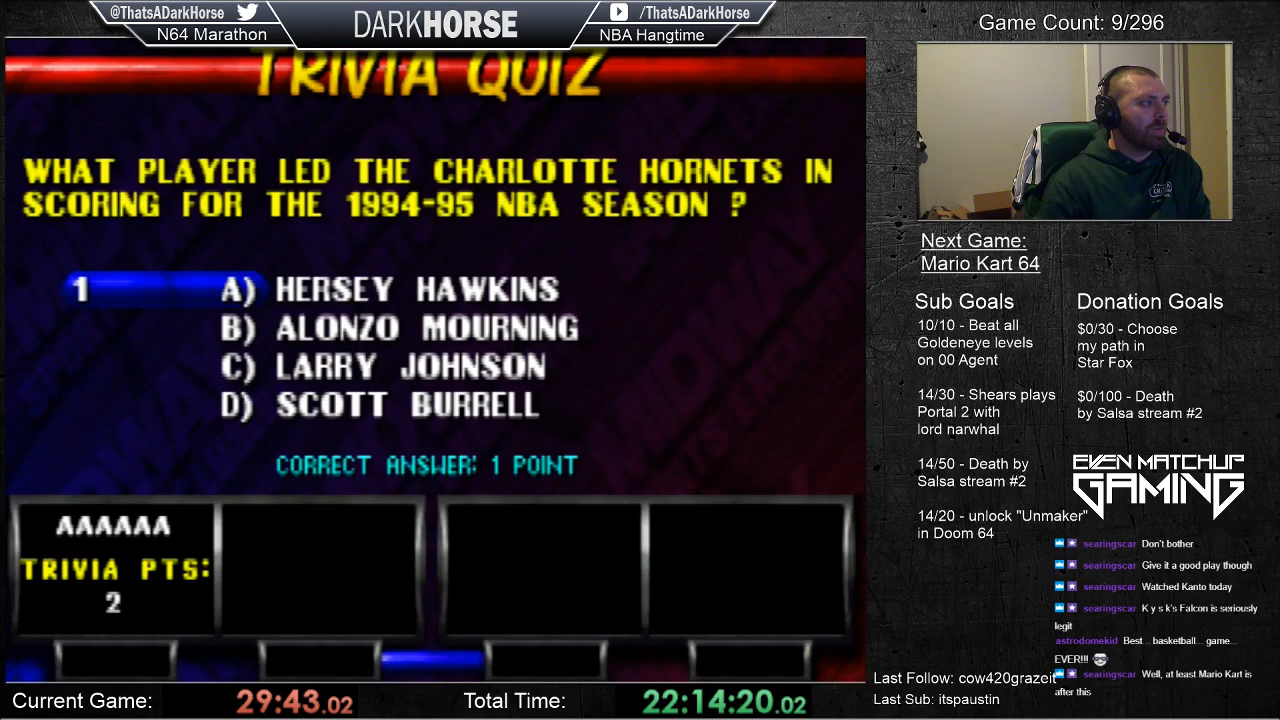 @ThatsADarkHorse
N64 Marathon
DARKHORSE
/ThatsADarkHorse
NBA Hangtime
Game Count: 9/296
TRIVIA QUIZ
WHAT PLAYER LED THE CHARLOTTE HORNETS IN
SCORING FOR THE 1994-95 NBA SEASON ?
1 A) HERSEY HAWKINS
B) ALONZO MOURNING
C) LARRY JOHNSON
D) SCOTT BURRELL
CORRECT ANSWER: 1 POINT
AAAAAA
TRIVIA PTS:
2
Next Game:
Mario Kart 64
Sub Goals
10/10 - Beat all
Goldeneye levels
on 00 Agent
14/30 - Shears plays
Portal 2 with
lord narwhal
14/50 - Death by
Salsa stream #2
14/20 - unlock "Unmaker"
in Doom 64
Donation Goals
$0/30 - Choose
my path in
Star Fox
$0/100 - Death
by Salsa stream #2
EVEN MATCHUP
GAMING
searingscar Don't bother
searingscar Give it a good play though
searingscar Watched Kanto today
searingscar K y s k's Falcon is seriously
legit
astrodomekid Best... basketball... game...
EVER!!!
searingscar Well, at least Mario Kart is
after this
Last Follow: cow420grazeit
Last Sub: itspaustin
Current Game: 29:43.02
Total Time: 22:14:20.02